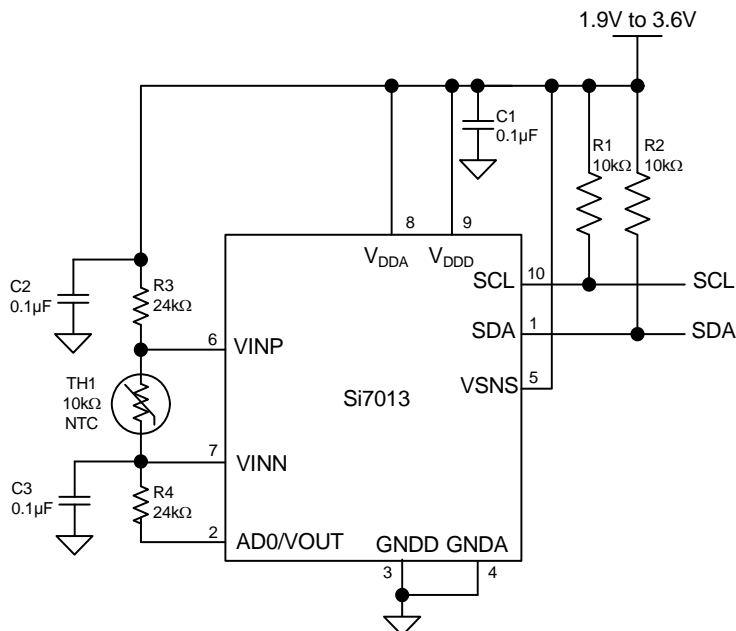 1.9V to 3.6V
C1
0.1µF
R1
10kΩ
R2
10kΩ
8
9
VDDA
VDDD
C2
0.1µF
R3
24kΩ
SCL
10
SCL
SDA
1
SDA
6
VINP
VSNS
5
TH1
10kΩ
NTC
Si7013
7
VINN
C3
0.1µF
R4
24kΩ
2
AD0/VOUT
GNDD
GNDA
3
4